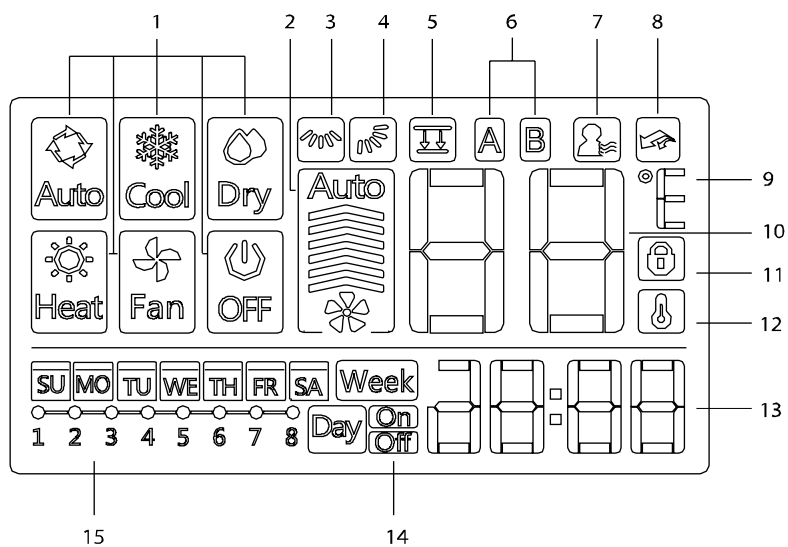 1 2 3 4 5 6 7 8
Auto Cool Dry Auto A B
9
10
Heat Fan OFF
11
12
SU MO TU WE TH FR SA Week
13
1 2 3 4 5 6 7 8 Day On
Off
15 14